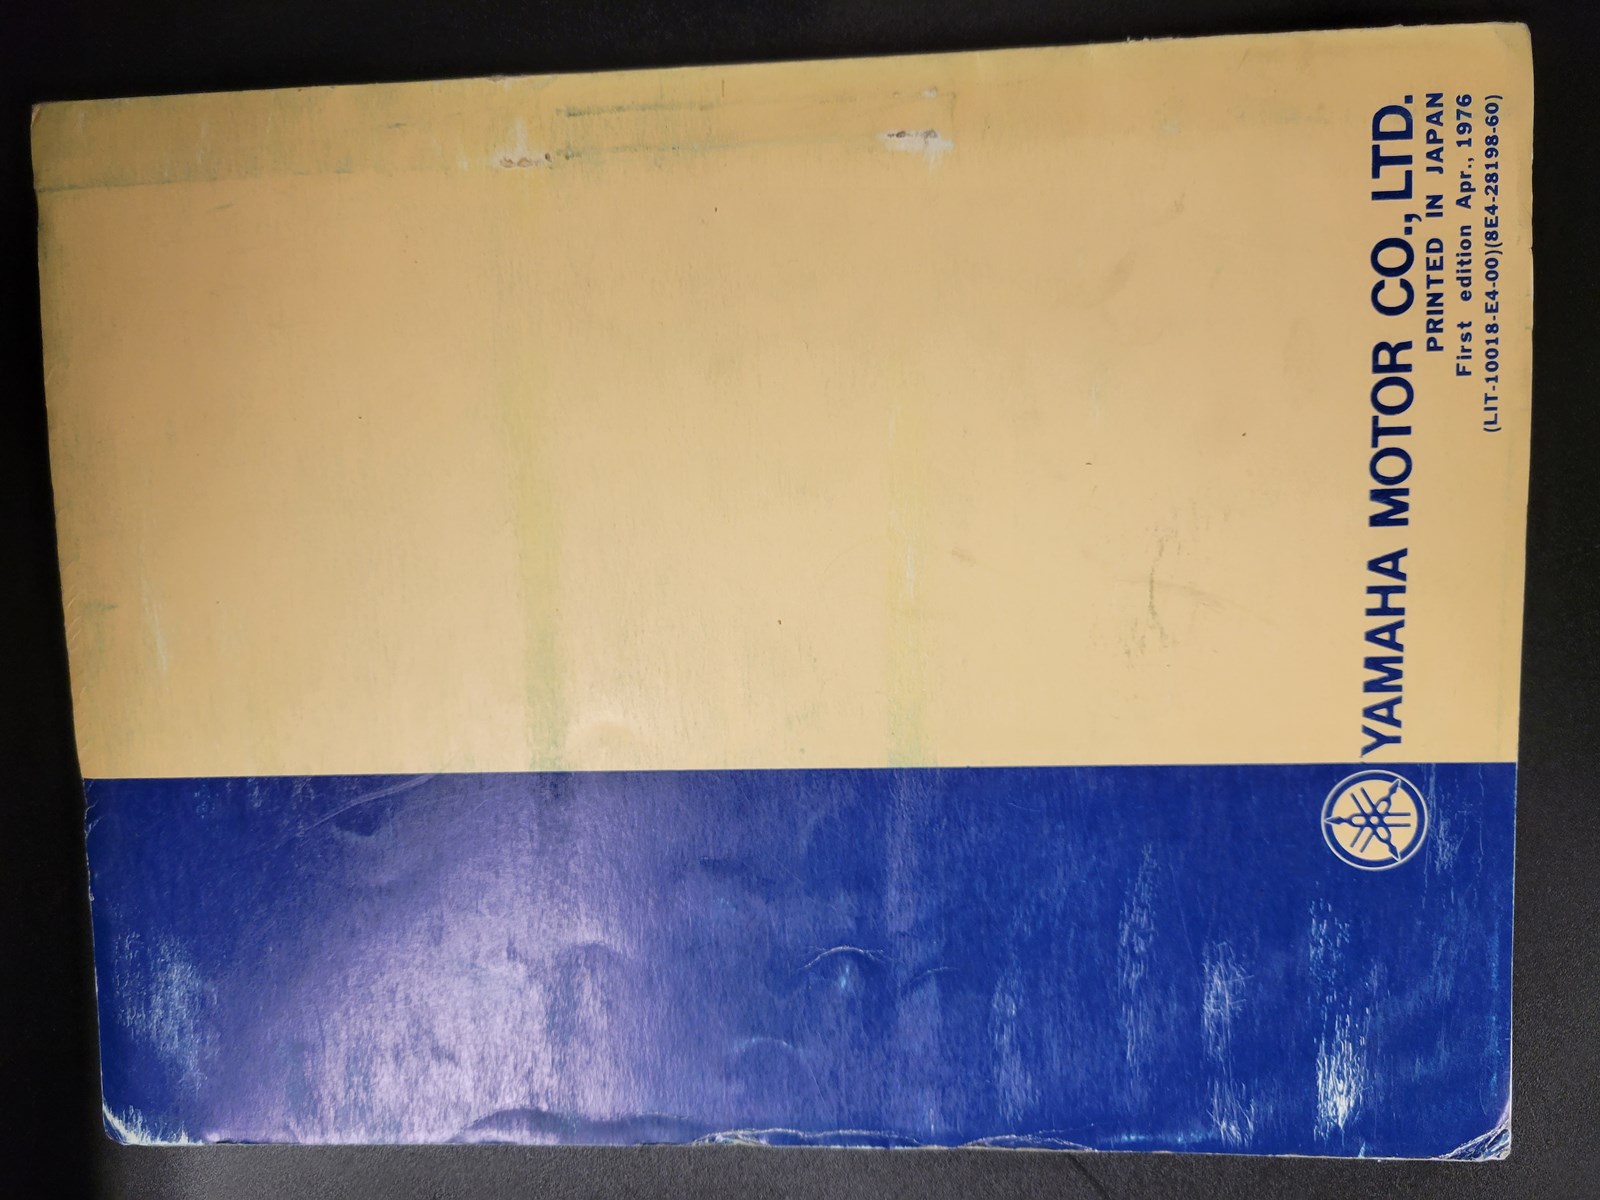 YAMAHA MOTOR CO., LTD.
PRINTED IN JAPAN
First edition Apr., 1976
(LIT-10018-E4-00)(8E4-28198-60)